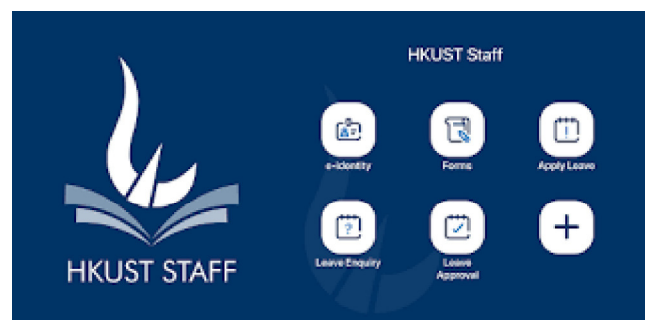 HKUST STAFF
HKUST Staff
e-Identity
Forms
Apply Leave
Leave Enquiry
Leave
Approval